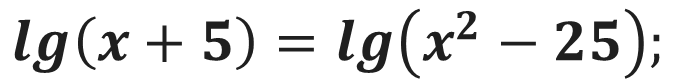 lg(x + 5) = lg(x² − 25);